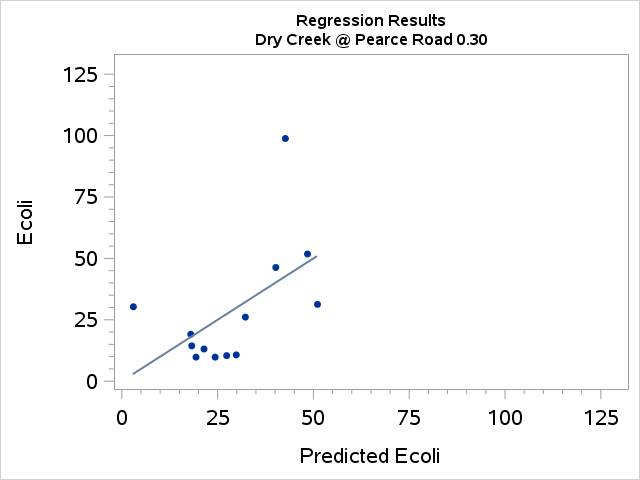 Regression Results
Dry Creek @ Pearce Road 0.30
125
100
75
50
25
0
Ecoli
0 25 50 75 100 125
Predicted Ecoli